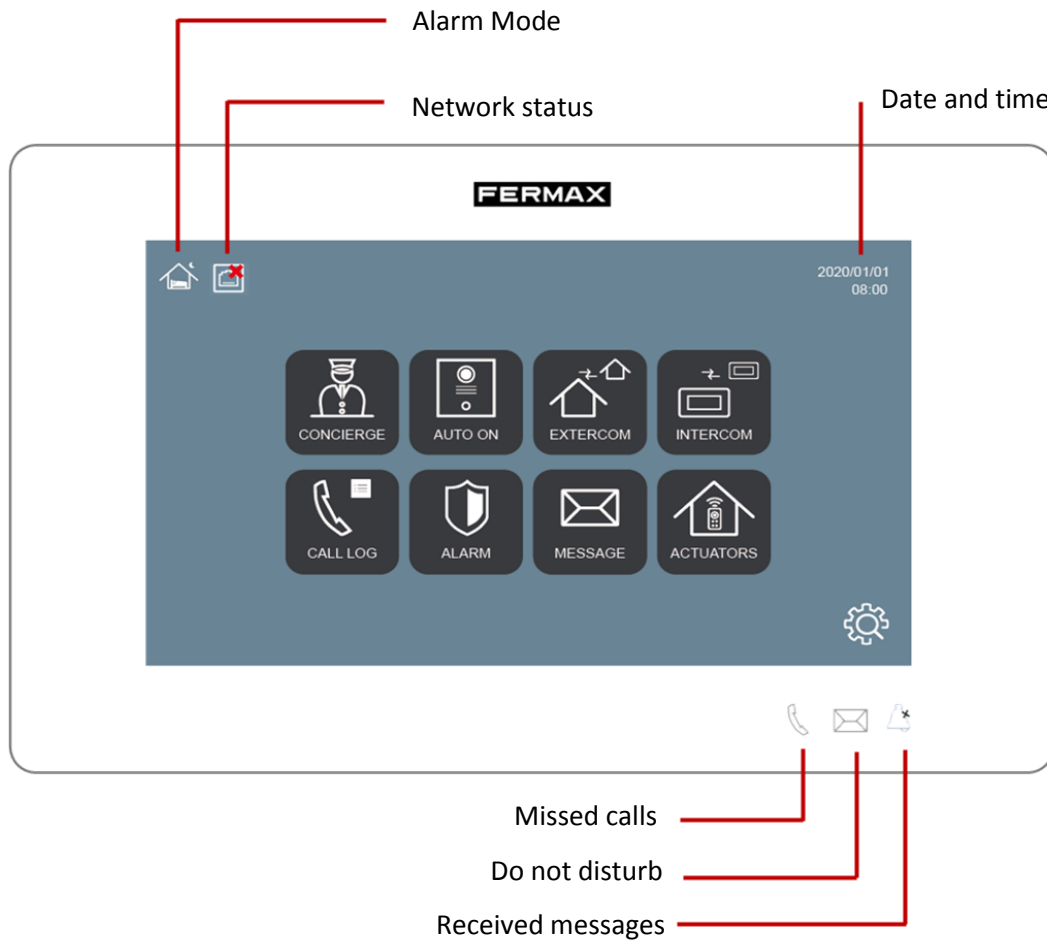 Alarm Mode
Network status
Date and time
FERMAX
2020/01/01
08:00
CONCIERGE
AUTO ON
EXTERCOM
INTERCOM
CALL LOG
ALARM
MESSAGE
ACTUATORS
Missed calls
Do not disturb
Received messages